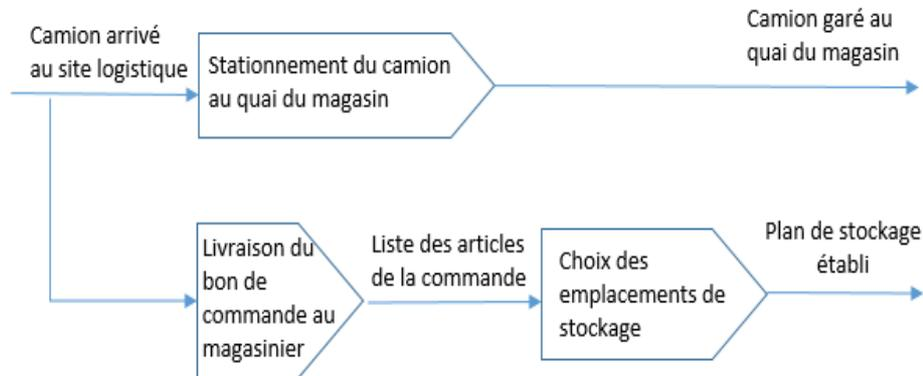 Camion arrivé
au site logistique
Stationnement du camion
au quai du magasin
Camion garé au
quai du magasin
Livraison du
bon de
commande au
magasinier
Liste des articles
de la commande
Choix des
emplacements de
stockage
Plan de stockage
établi